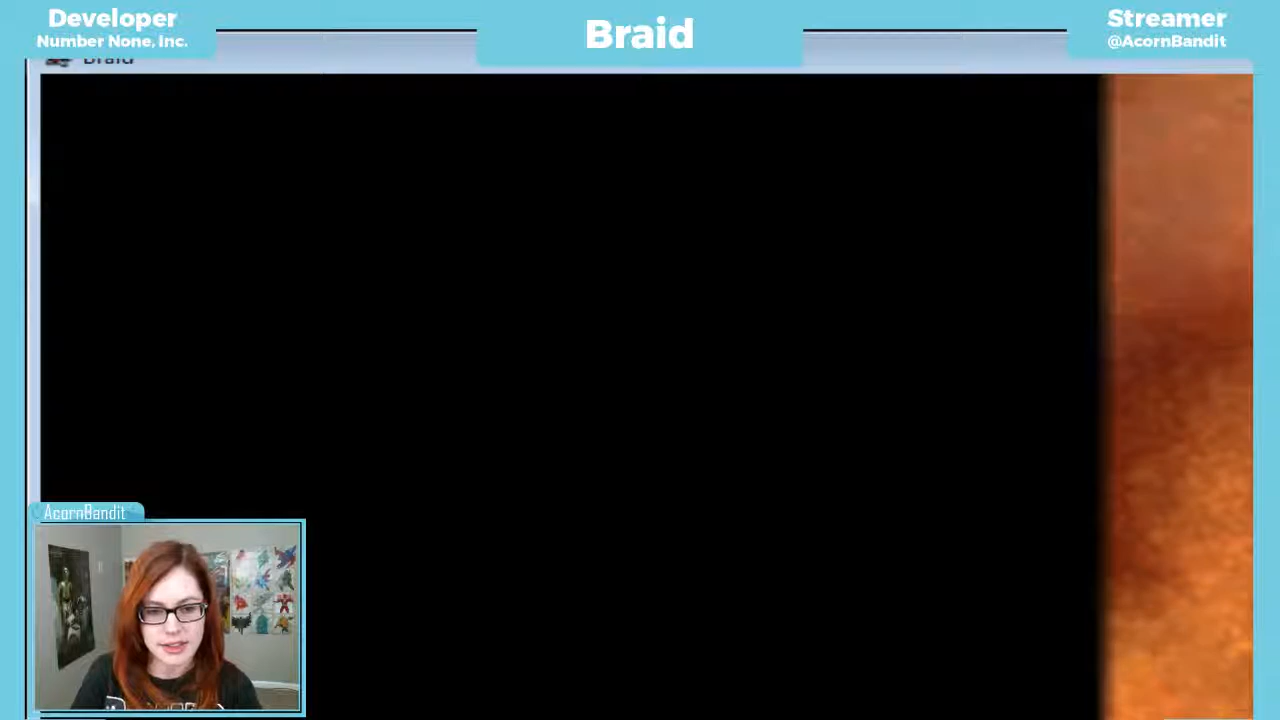 Developer
Number None, Inc.
Braid
Streamer
@AcornBandit
Braid
AcornBandit